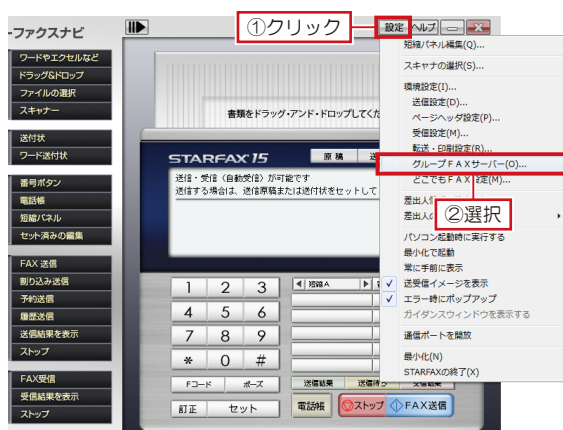 -ファクスナビ
①クリック
設定
ヘルプ
ワードやエクセルなど
ドラッグ&ドロップ
ファイルの選択
スキャナー
送付状
ワード送付状
番号ボタン
電話帳
短縮パネル
セット済みの編集
FAX 送信
割り込み送信
予約送信
履歴送信
送信結果を表示
ストップ
FAX受信
受信結果を表示
ストップ
書類をドラッグ・アンド・ドロップしてくだ
STARFAX 15
原 稿
送信・受信(自動受信)が可能です
送信する場合は、送信原稿または送付状をセットして
1 2 3
4 5 6
7 8 9
* 0 #
Fコード ポーズ
訂正 セット
短縮A
送信結果 送信待ち 受信結果
電話帳 ストップ FAX送信
短縮パネル編集(Q)...
スキャナの選択(S)...
環境設定(I)...
送信設定(D)...
ページヘッダ設定(P)...
受信設定(M)...
転送・印刷設定(R)...
グループFAXサーバー(O)...
どこでもFAX設定(M)...
差出人
差出人の
②選択
パソコン起動時に実行する
最小化で起動
常に手前に表示
送受信イメージを表示
エラー時にポップアップ
ガイダンスウィンドウを表示する
通信ポートを開放
最小化(N)
STARFAXの終了(X)